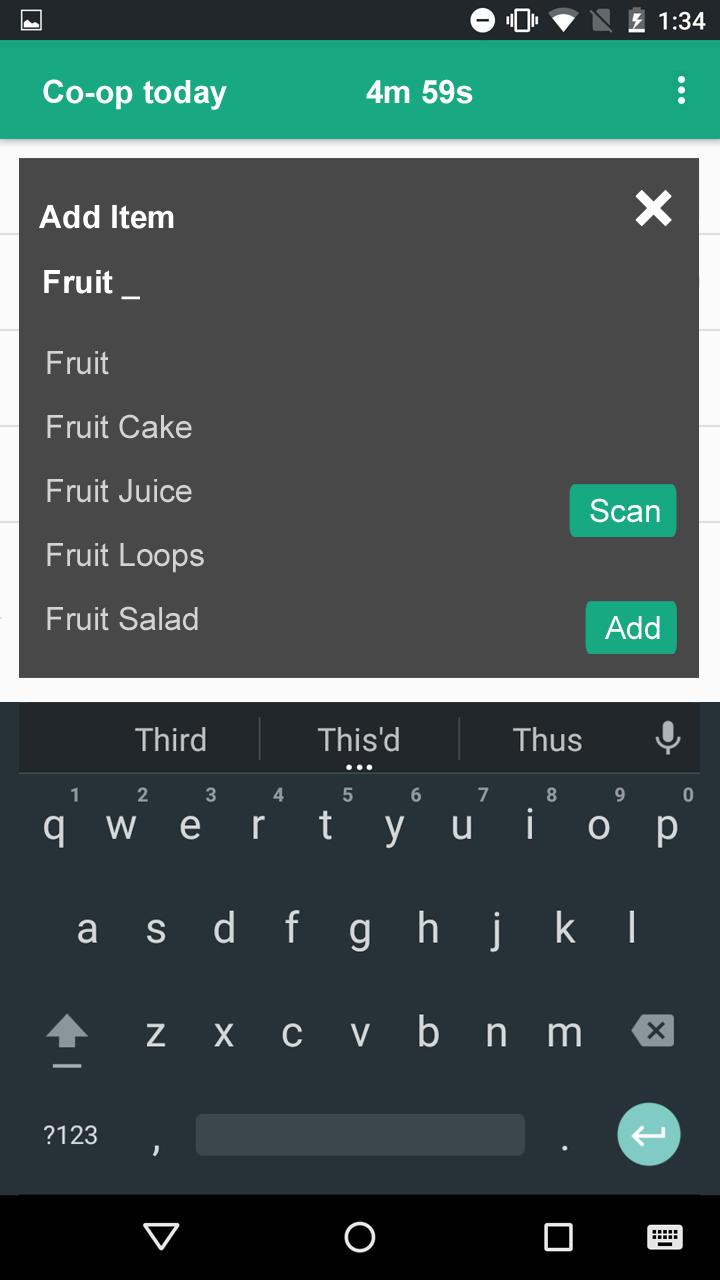 1:34
Co-op today 4m 59s
Add Item
Fruit _
Fruit
Fruit Cake
Fruit Juice
Scan
Fruit Loops
Fruit Salad
Add
Third This'd Thus
1 2 3 4 5 6 7 8 9 0
q w e r t y u i o p
a s d f g h j k l
z x c v b n m
?123 , .